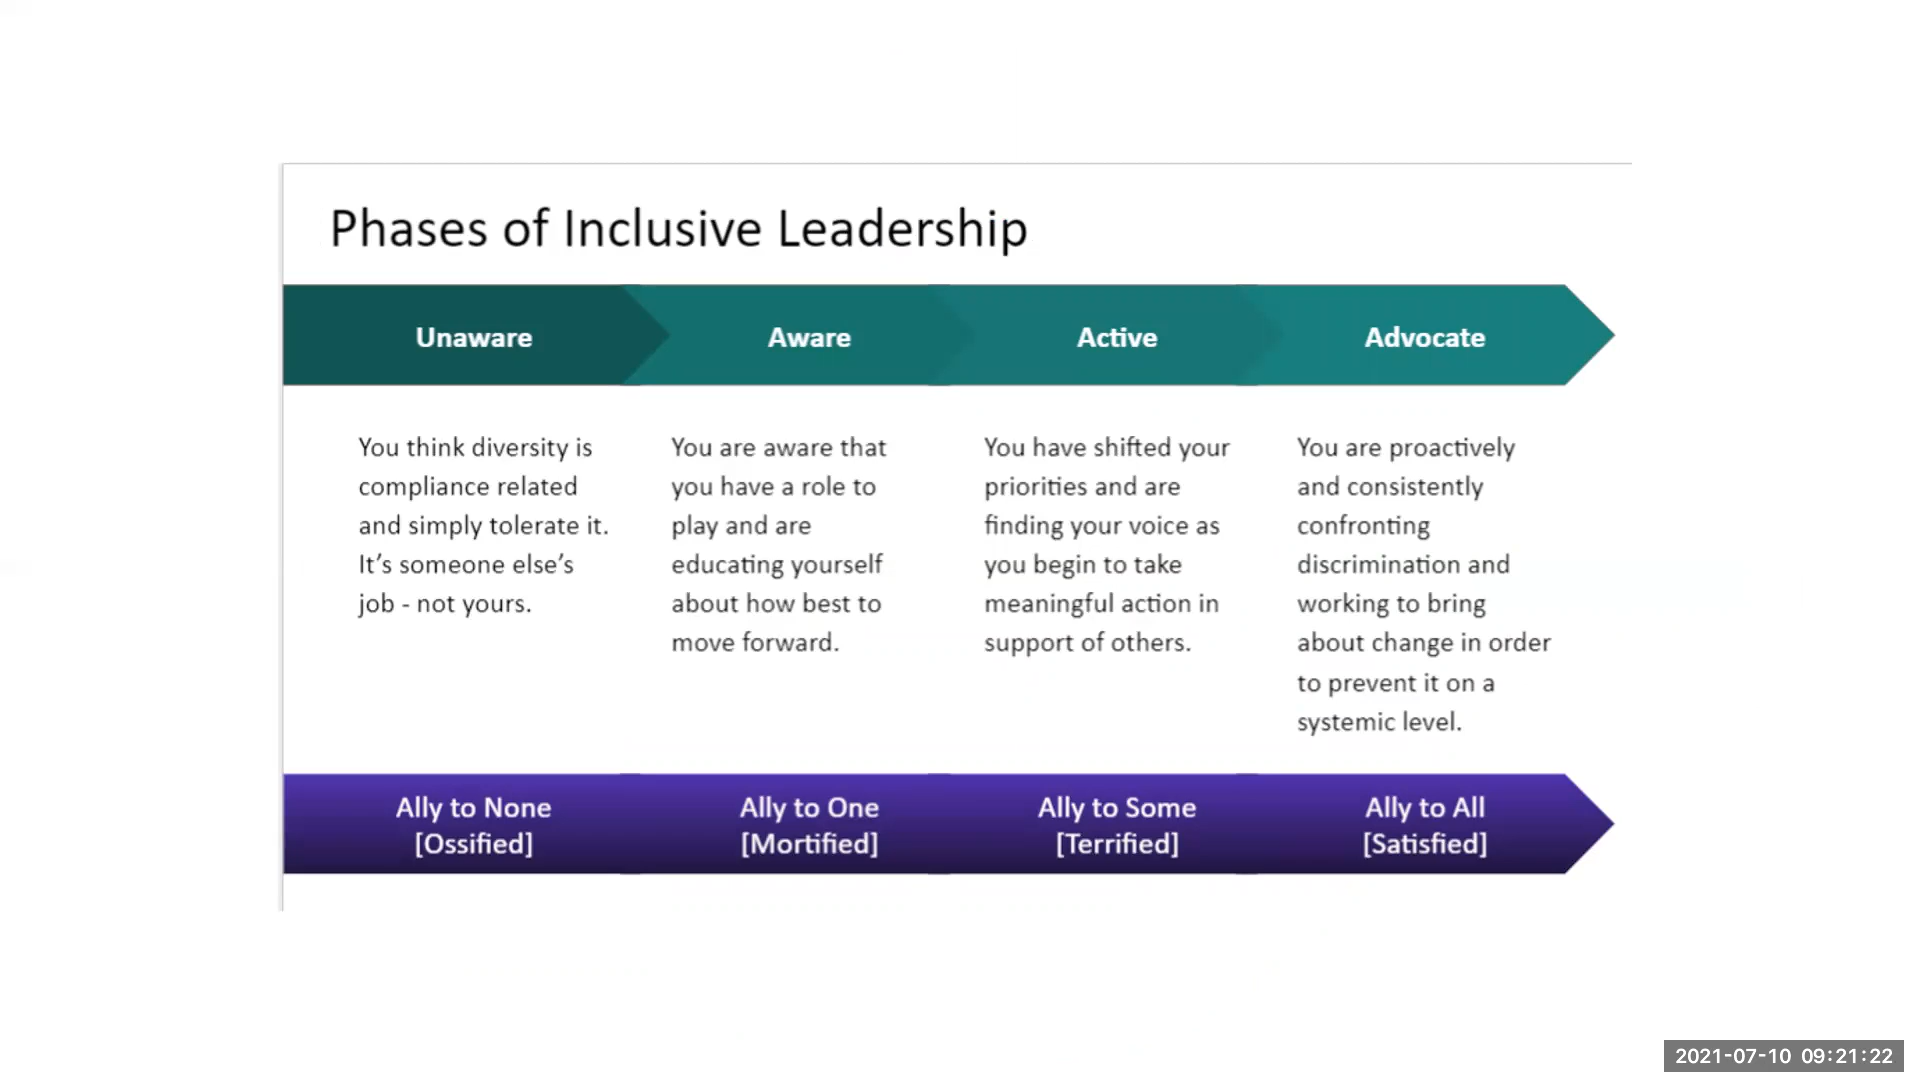 Phases of Inclusive Leadership
Unaware
Aware
Active
Advocate
You think diversity is
compliance related
and simply tolerate it.
It’s someone else’s
job - not yours.
You are aware that
you have a role to
play and are
educating yourself
about how best to
move forward.
You have shifted your
priorities and are
finding your voice as
you begin to take
meaningful action in
support of others.
You are proactively
and consistently
confronting
discrimination and
working to bring
about change in order
to prevent it on a
systemic level.
Ally to None
[Ossified]
Ally to One
[Mortified]
Ally to Some
[Terrified]
Ally to All
[Satisfied]
2021-07-10 09:21:22